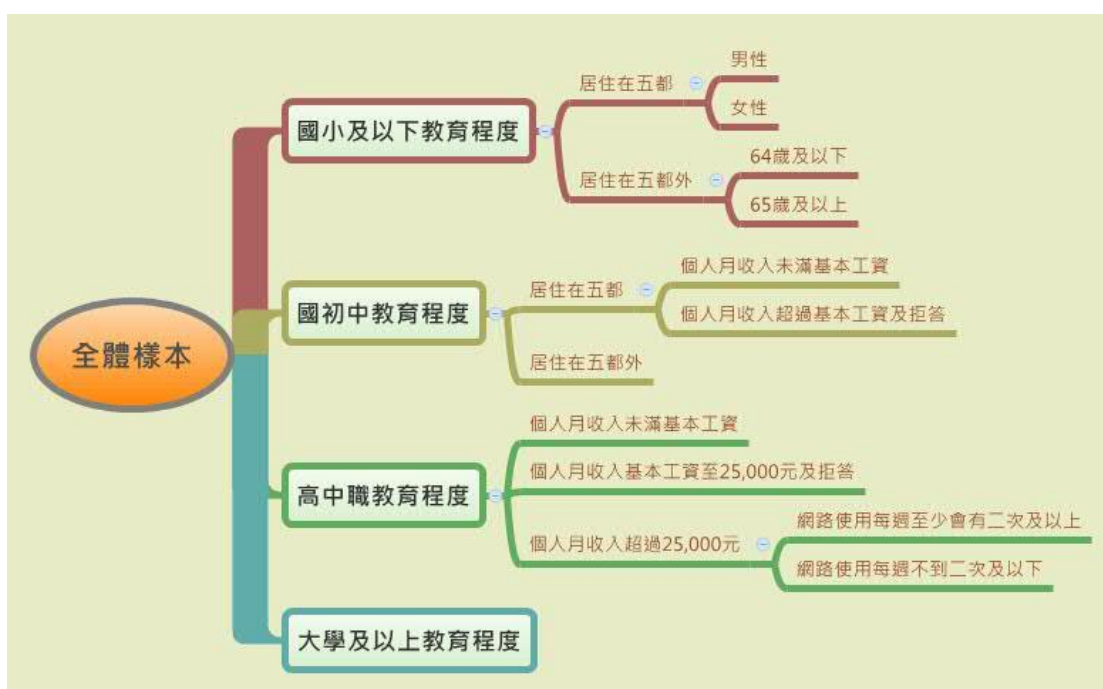 全體樣本
國小及以下教育程度
居住在五都
男性
女性
居住在五都外
64歲及以下
65歲及以上
國初中教育程度
居住在五都
個人月收入未滿基本工資
個人月收入超過基本工資及拒答
居住在五都外
高中職教育程度
個人月收入未滿基本工資
個人月收入基本工資至25,000元及拒答
個人月收入超過25,000元
網路使用每週至少會有二次及以上
網路使用每週不到二次及以下
大學及以上教育程度